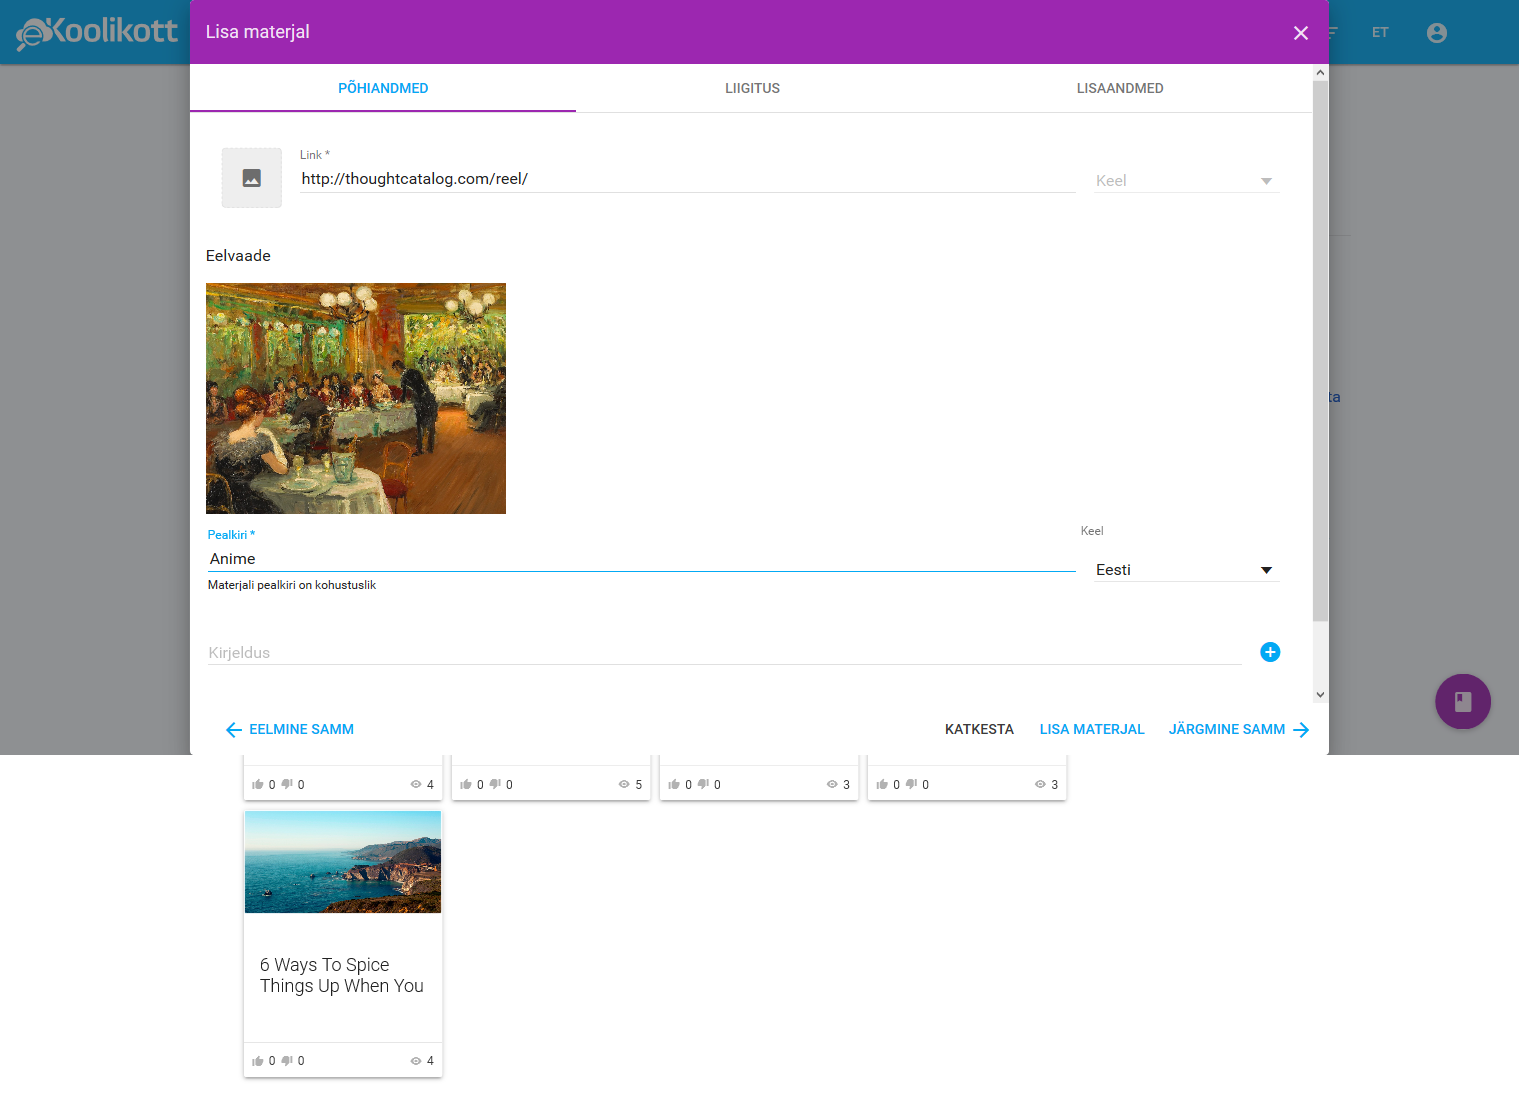 eKoolikott
Lisa materjal
ET
PÕHIANDMED
LIIGITUS
LISAANDMED
Link *
http://thoughtcatalog.com/reel/
Keel
Eelvaade
ta
Pealkiri *
Keel
Anime
Eesti
Materjali pealkiri on kohustuslik
Kirjeldus
EELMINE SAMM
KATKESTA
LISA MATERJAL
JÄRGMINE SAMM
0 0 4
0 0 5
0 0 3
0 0 3
6 Ways To Spice
Things Up When You
0 0 4